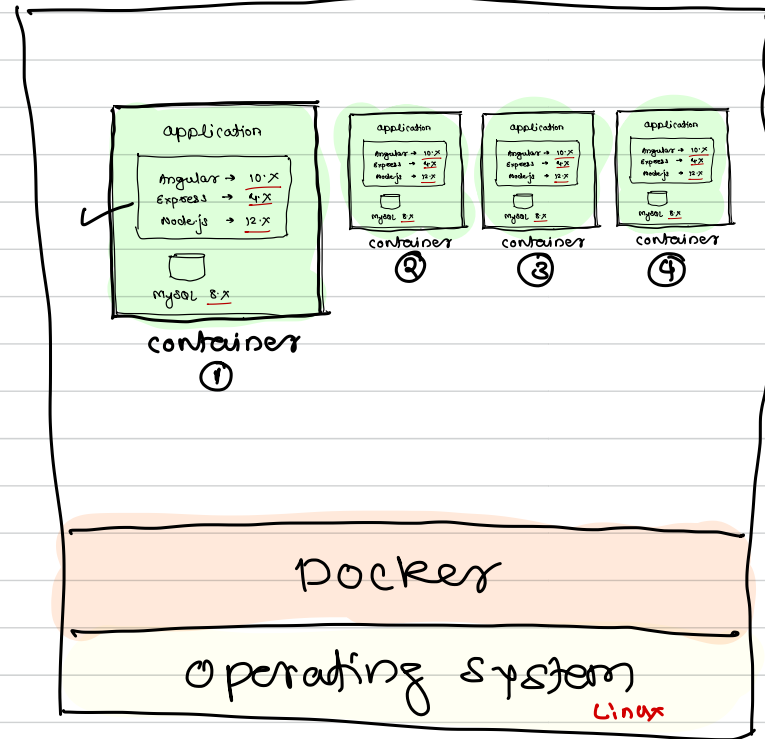 application
Angular → 10.X
Express → 4.X
Nodejs → 12.X
MySQL 8.X
container
1
application
Angular → 10.X
Express → 4.X
Nodejs → 12.X
MySQL 8.X
container
2
application
Angular → 10.X
Express → 4.X
Nodejs → 12.X
MySQL 8.X
container
3
application
Angular → 10.X
Express → 4.X
Nodejs → 12.X
MySQL 8.X
container
4
Docker
operating system
Linux